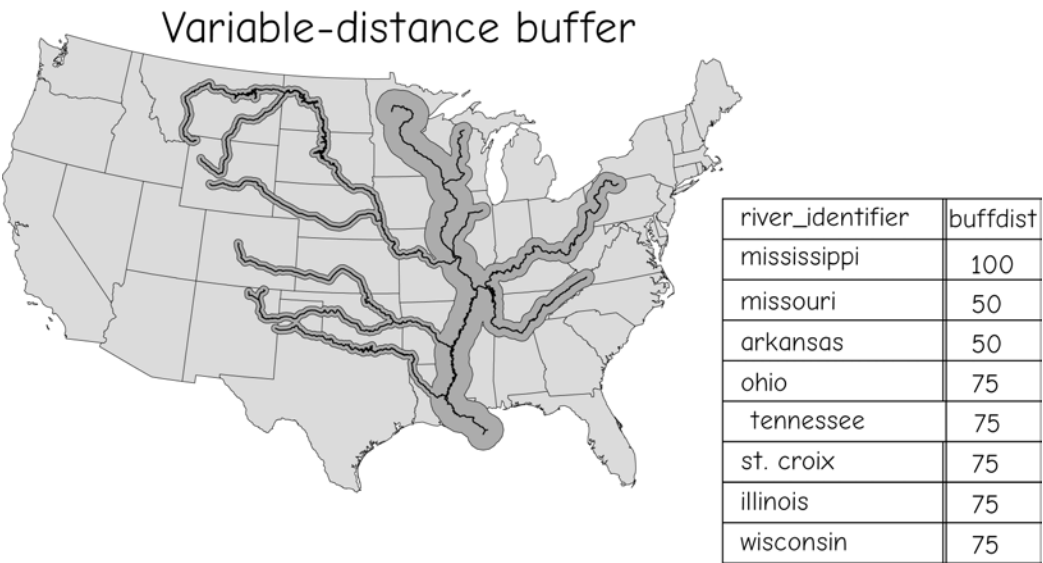 Variable-distance buffer
river_identifier buffdist
mississippi 100
missouri 50
arkansas 50
ohio 75
tennessee 75
st. croix 75
illinois 75
wisconsin 75